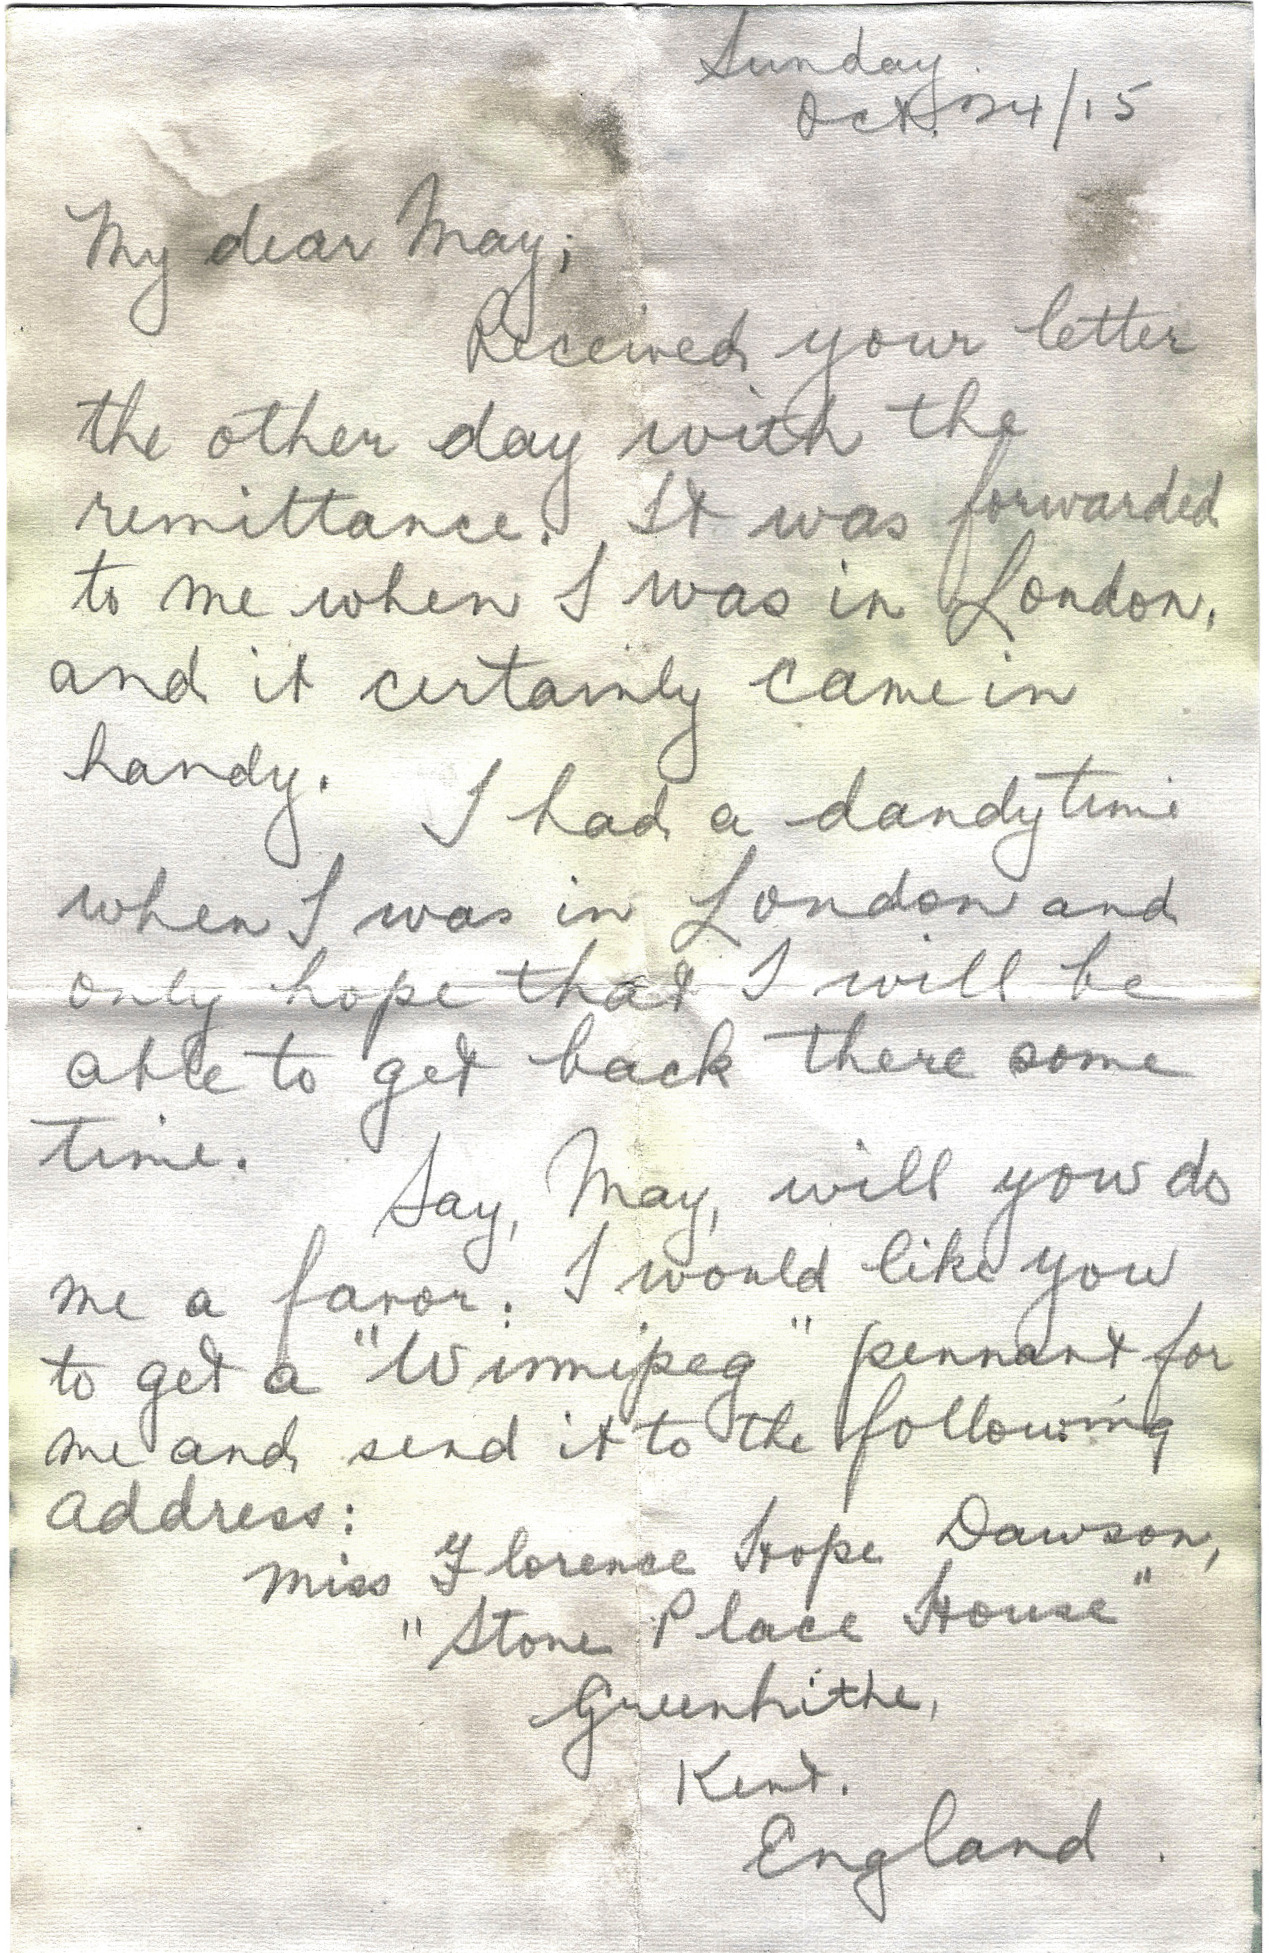 Sunday.
Oct. 24/15
My dear May;
Received your letter
the other day with the
remittance. It was forwarded
to me when I was in London,
and it certainly came in
handy. I had a dandy time
when I was in London and
only hope that I will be
able to get back there some
time.
Say, May, will you do
me a favor. I would like you
to get a "Winnipeg" pennant for
me and send it to the following
address:
Miss Florence Hope Dawson,
"Stone Place House"
Greenhithe,
Kent.
England.